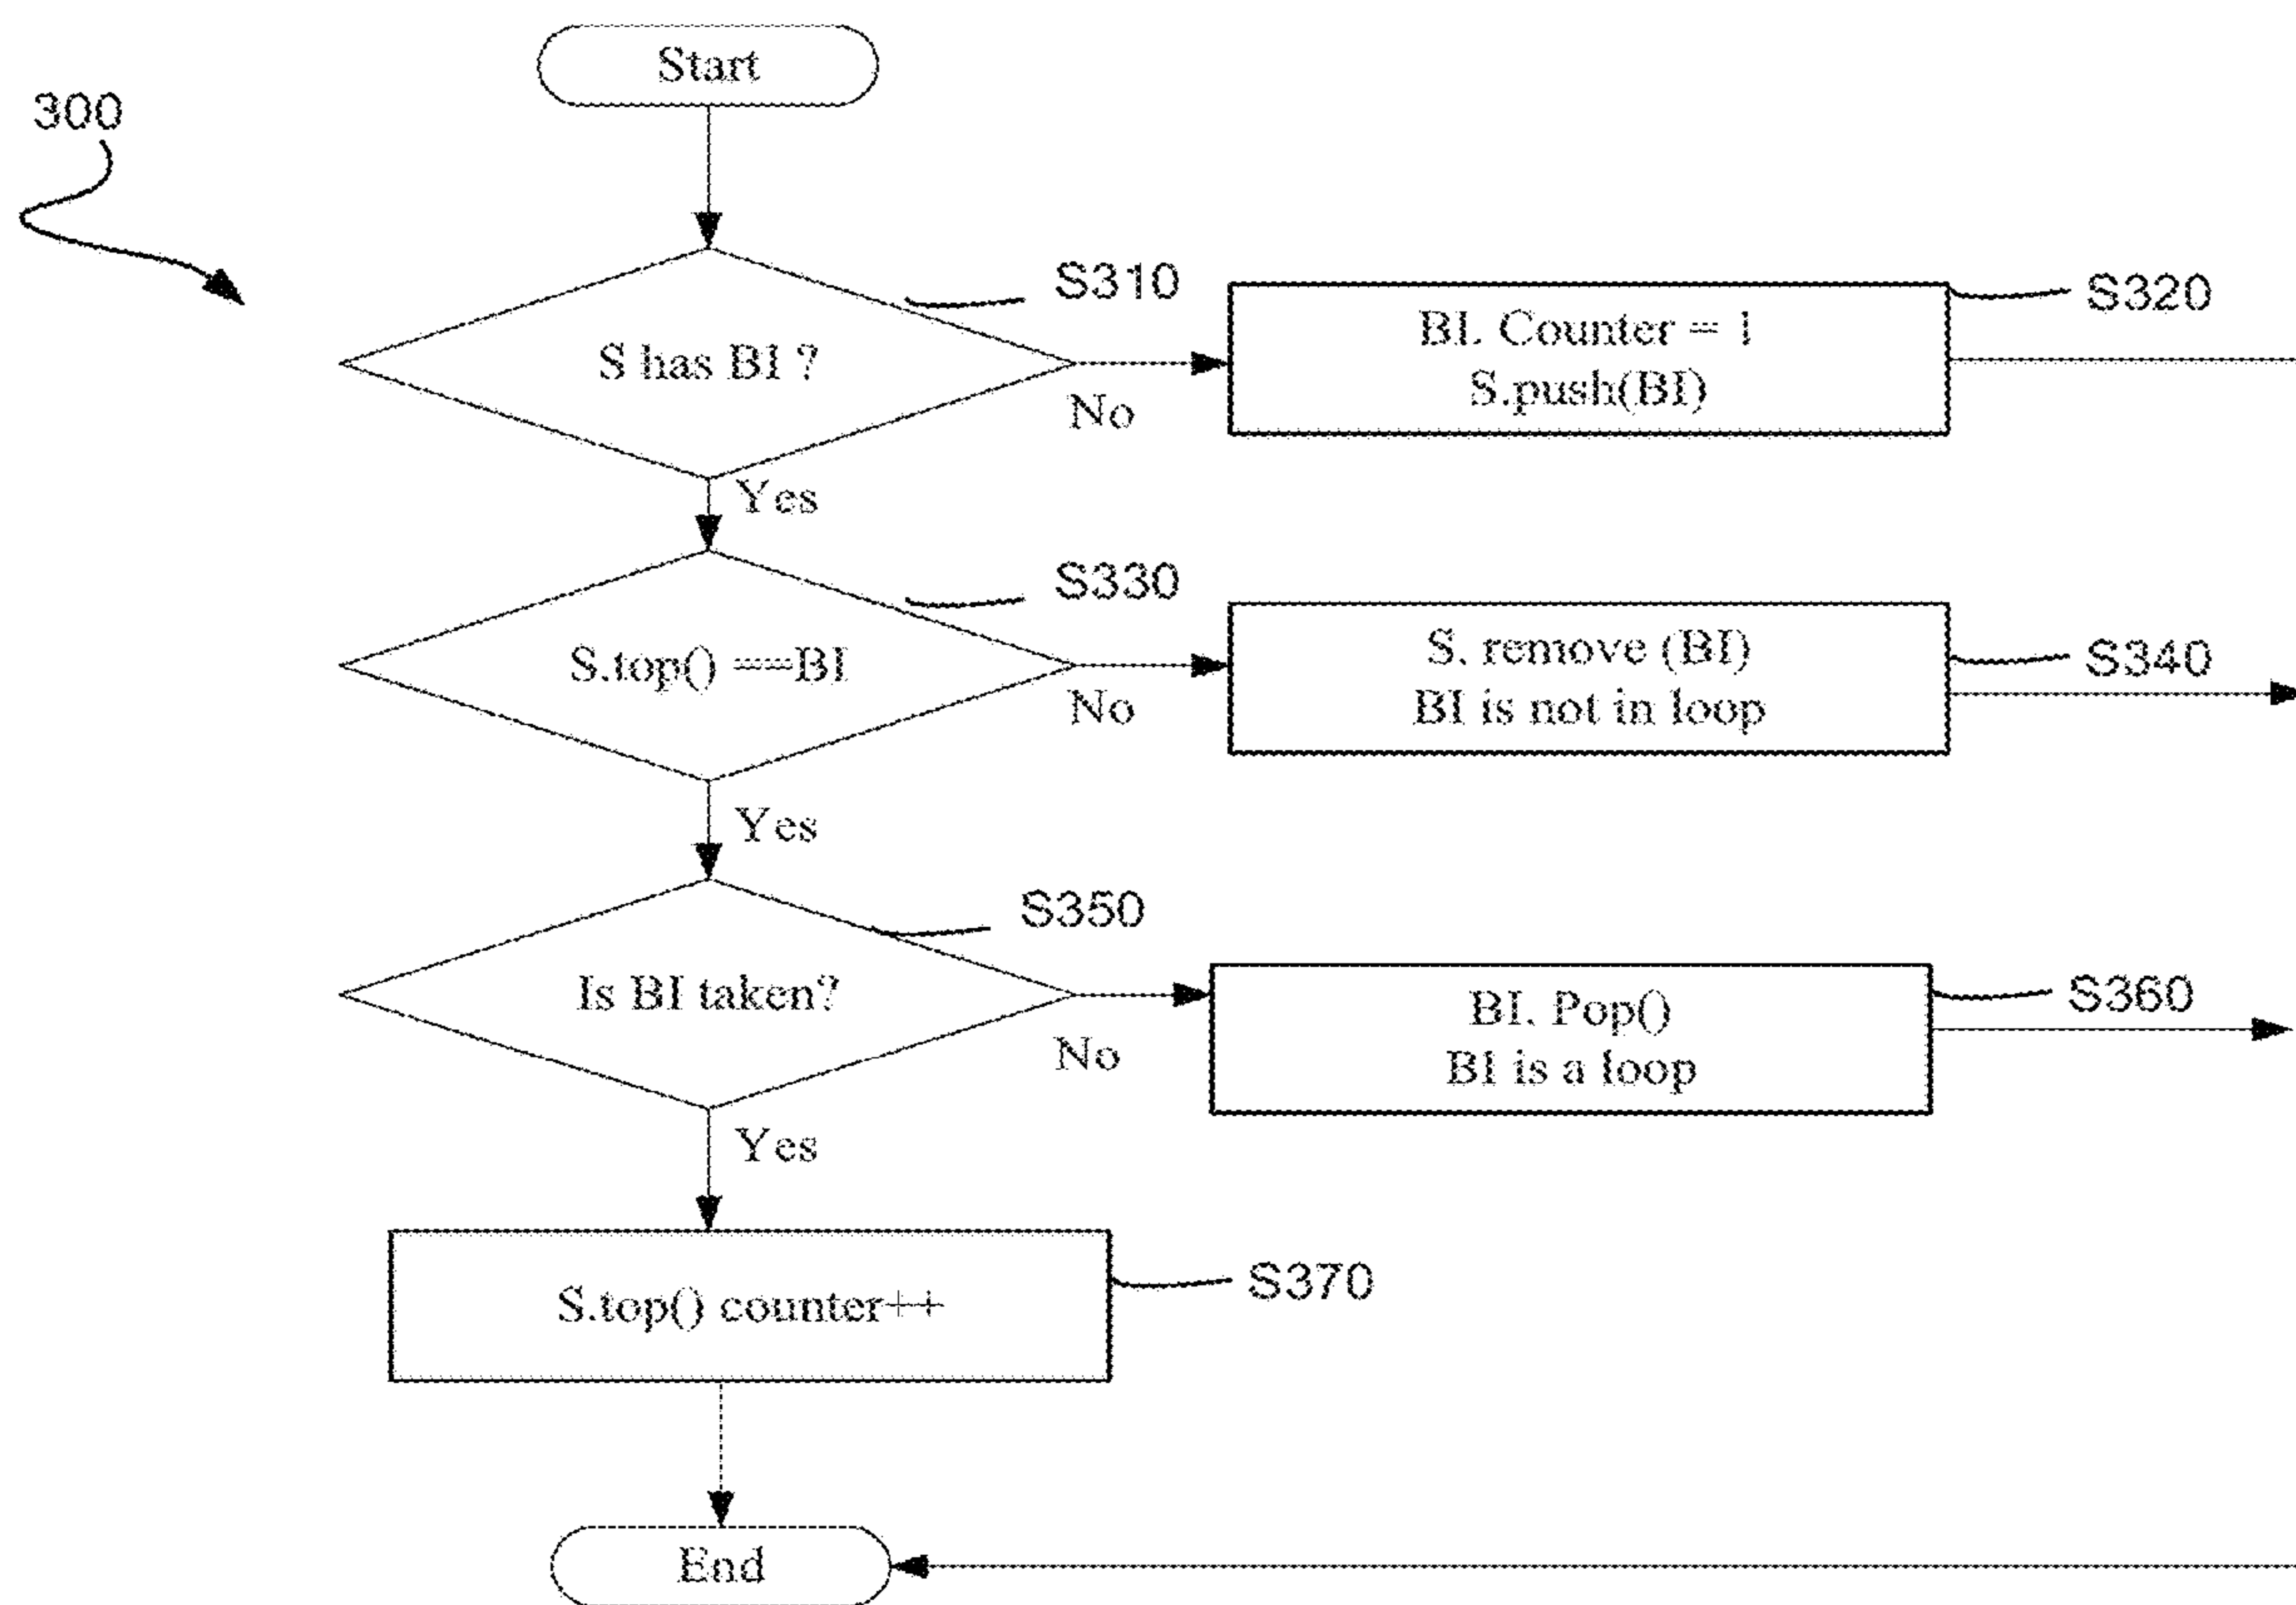 Start
300
S310
S has BI ?
No
S320
BI. Counter = 1
S.push(BI)
Yes
S330
S.top() ==BI
No
S340
S. remove (BI)
BI is not in loop
Yes
S350
Is BI taken?
No
S360
BI. Pop()
BI is a loop
Yes
S370
S.top() counter++
End